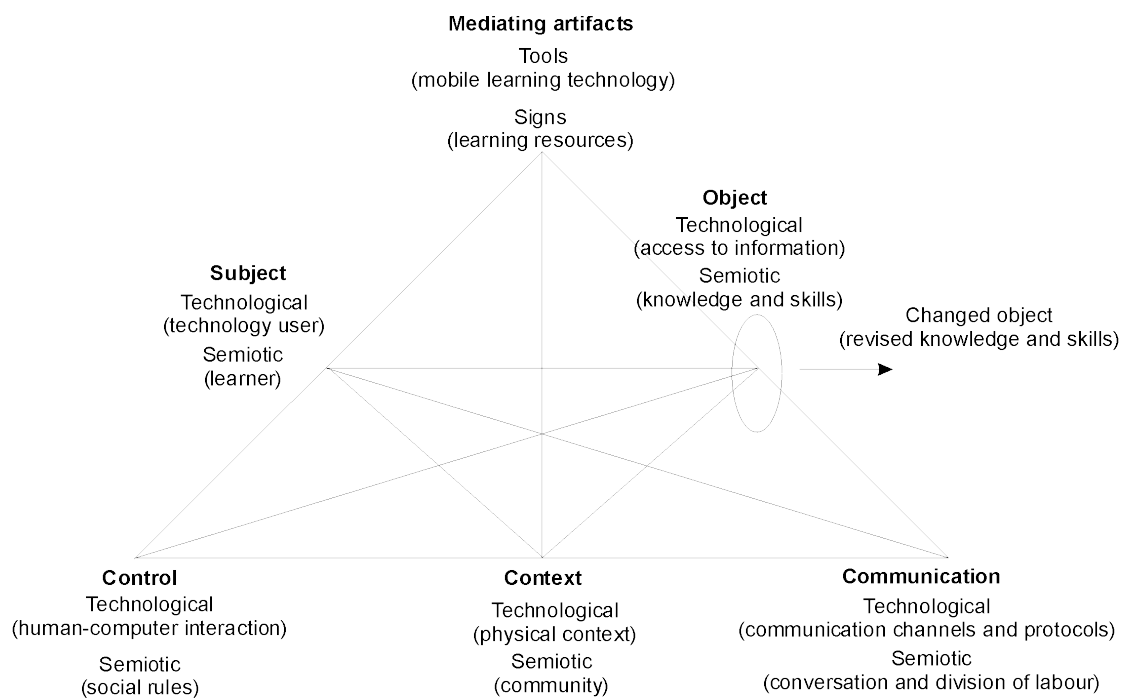 Mediating artifacts
Tools
(mobile learning technology)
Signs
(learning resources)
Object
Technological
(access to information)
Semiotic
(knowledge and skills)
Subject
Technological
(technology user)
Semiotic
(learner)
Changed object
(revised knowledge and skills)
Control
Technological
(human-computer interaction)
Semiotic
(social rules)
Context
Technological
(physical context)
Semiotic
(community)
Communication
Technological
(communication channels and protocols)
Semiotic
(conversation and division of labour)